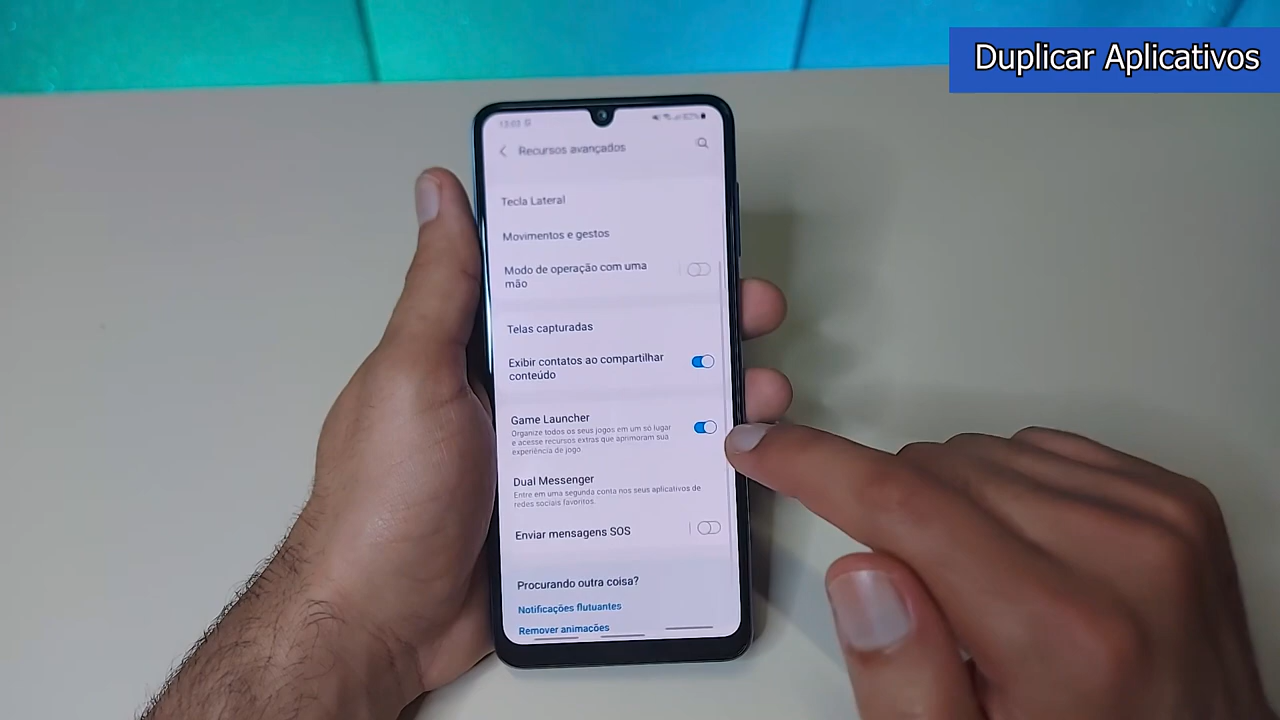 Duplicar Aplicativos
13:03
Recursos avançados
Tecla Lateral
Movimentos e gestos
Modo de operação com uma
mão
Telas capturadas
Exibir contatos ao compartilhar
conteúdo
Game Launcher
Organize todos os seus jogos em um só lugar
e acesse recursos extras que aprimoram sua
experiência de jogo
Dual Messenger
Entre em uma segunda conta nos seus aplicativos de
redes sociais favoritos.
Enviar mensagens SOS
Procurando outra coisa?
Notificações flutuantes
Remover animações